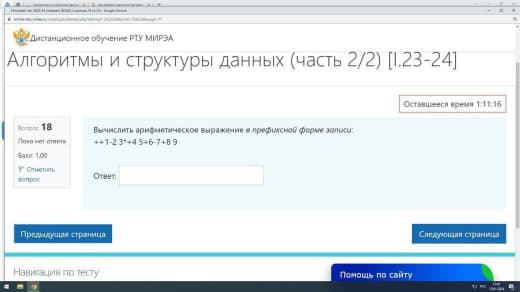 Дистанционное обучение РТУ МИРЭА
Алгоритмы и структуры данных (часть 2/2) [I.23-24]
Оставшееся время 1:11:16
Вопрос 18
Пока нет ответа
Балл: 1,00
Отметить
вопрос
Вычислить арифметическое выражение в префиксной форме записи:
++1-2 3*+4 5+6-7+8 9
Ответ:
Предыдущая страница
Следующая страница
Навигация по тесту
Помощь по сайту